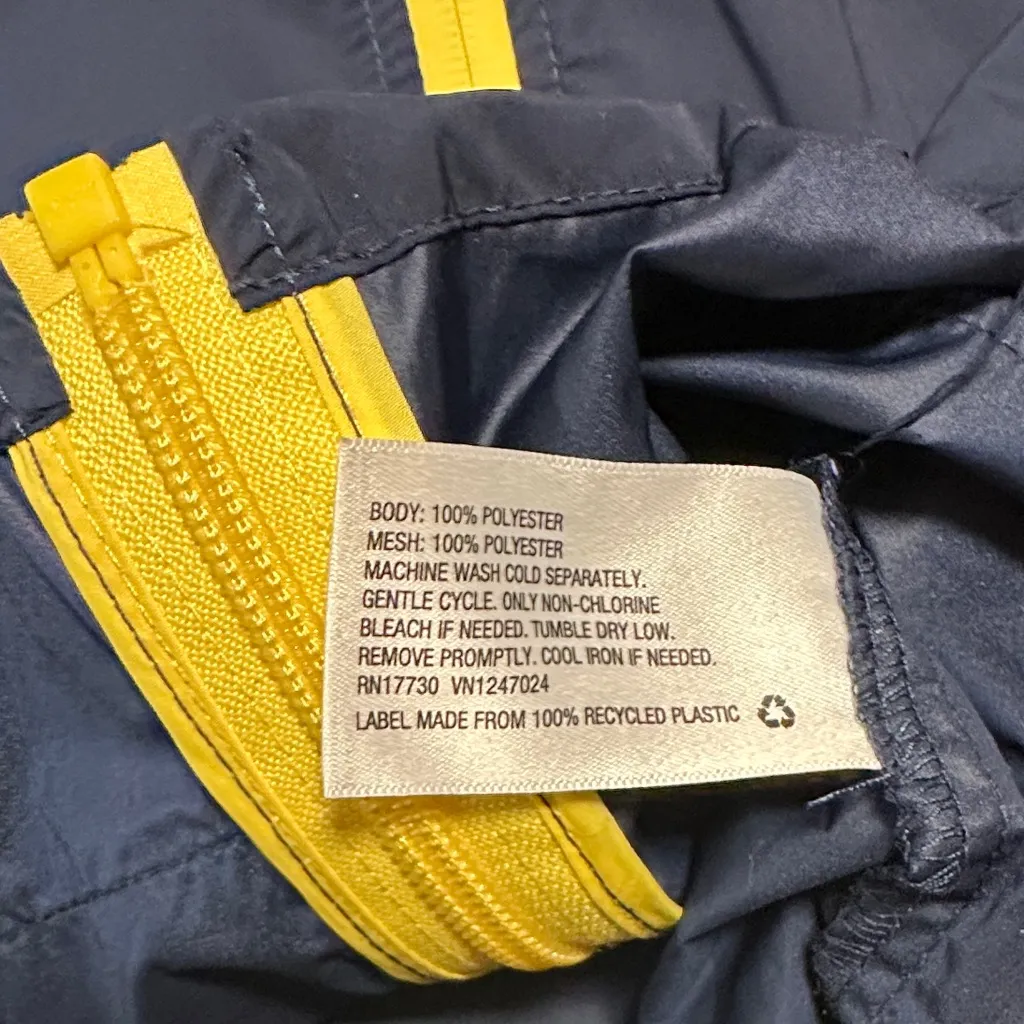 BODY: 100% POLYESTER
MESH: 100% POLYESTER
MACHINE WASH COLD SEPARATELY.
GENTLE CYCLE. ONLY NON-CHLORINE
BLEACH IF NEEDED. TUMBLE DRY LOW.
REMOVE PROMPTLY. COOL IRON IF NEEDED.
RN17730 VN1247024
LABEL MADE FROM 100% RECYCLED PLASTIC